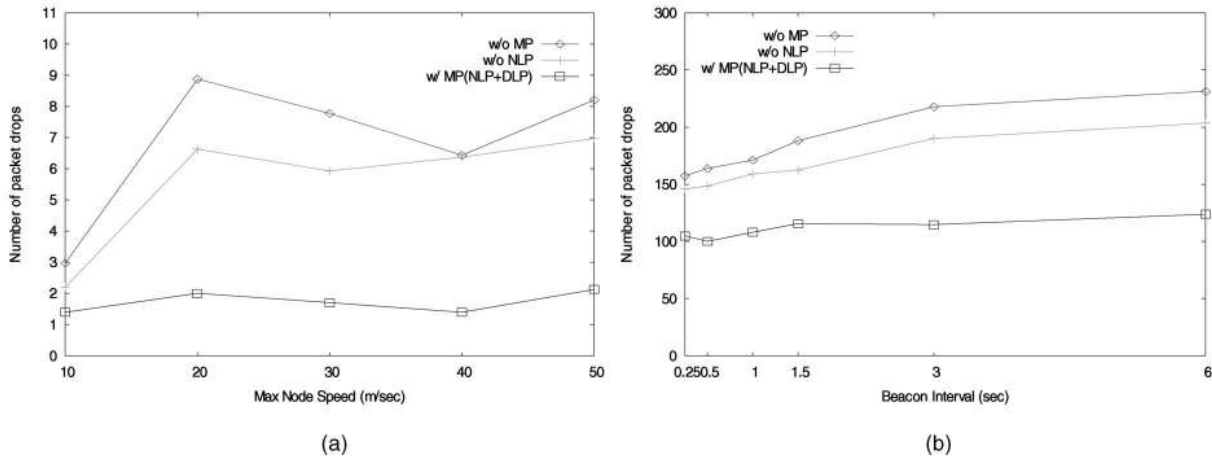 11
10
9
8
7
6
5
4
3
2
1
0
Number of packet drops
w/o MP
w/o NLP
w/ MP(NLP+DLP)
10 20 30 40 50
Max Node Speed (m/sec)
(a)
300
250
200
150
100
50
0
Number of packet drops
w/o MP
w/o NLP
w/ MP(NLP+DLP)
0.25 0.5 1 1.5 3 6
Beacon Interval (sec)
(b)